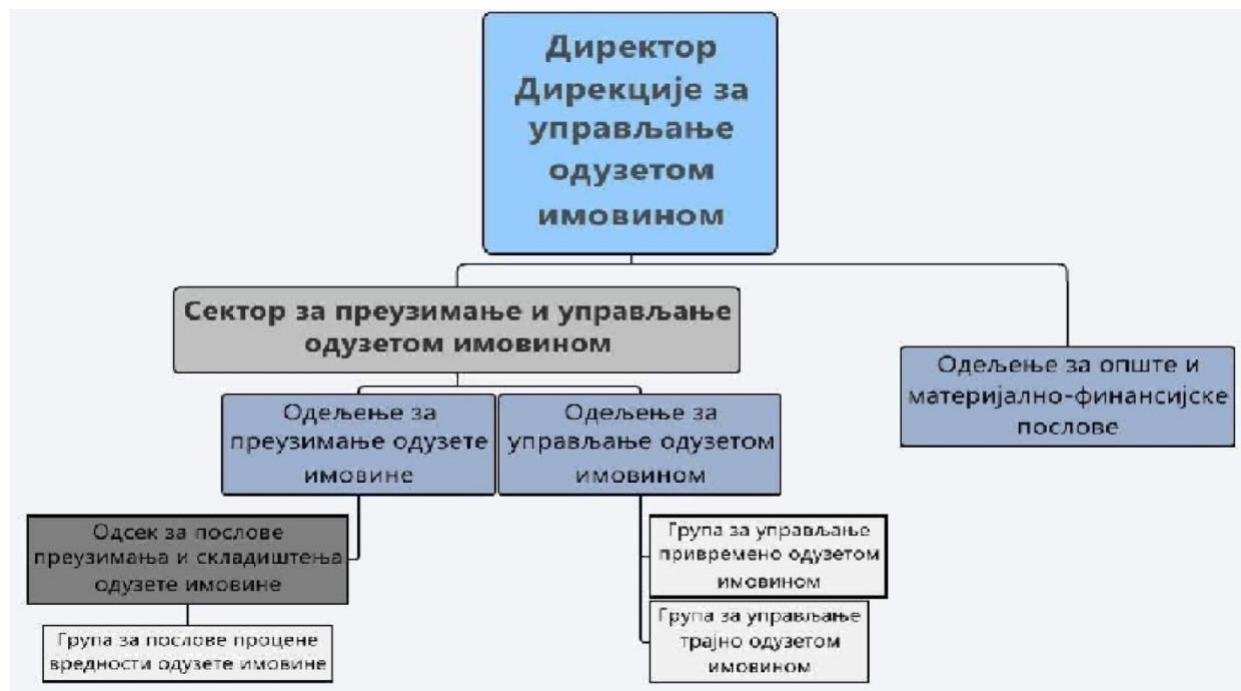 Директор
Дирекције за
управљање
одузетом
имовином
Сектор за преузимање и управљање
одузетом имовином
Одељење за опште и
материјално-финансијске
послове
Одељење за
преузимање одузете
имовине
Одељење за
управљање одузетом
имовином
Одсек за послове
преузимања и складиштења
одузете имовине
Група за послове процене
вредности одузете имовине
Група за управљање
привремено одузетом
имовином
Група за управљање
трајно одузетом
имовином